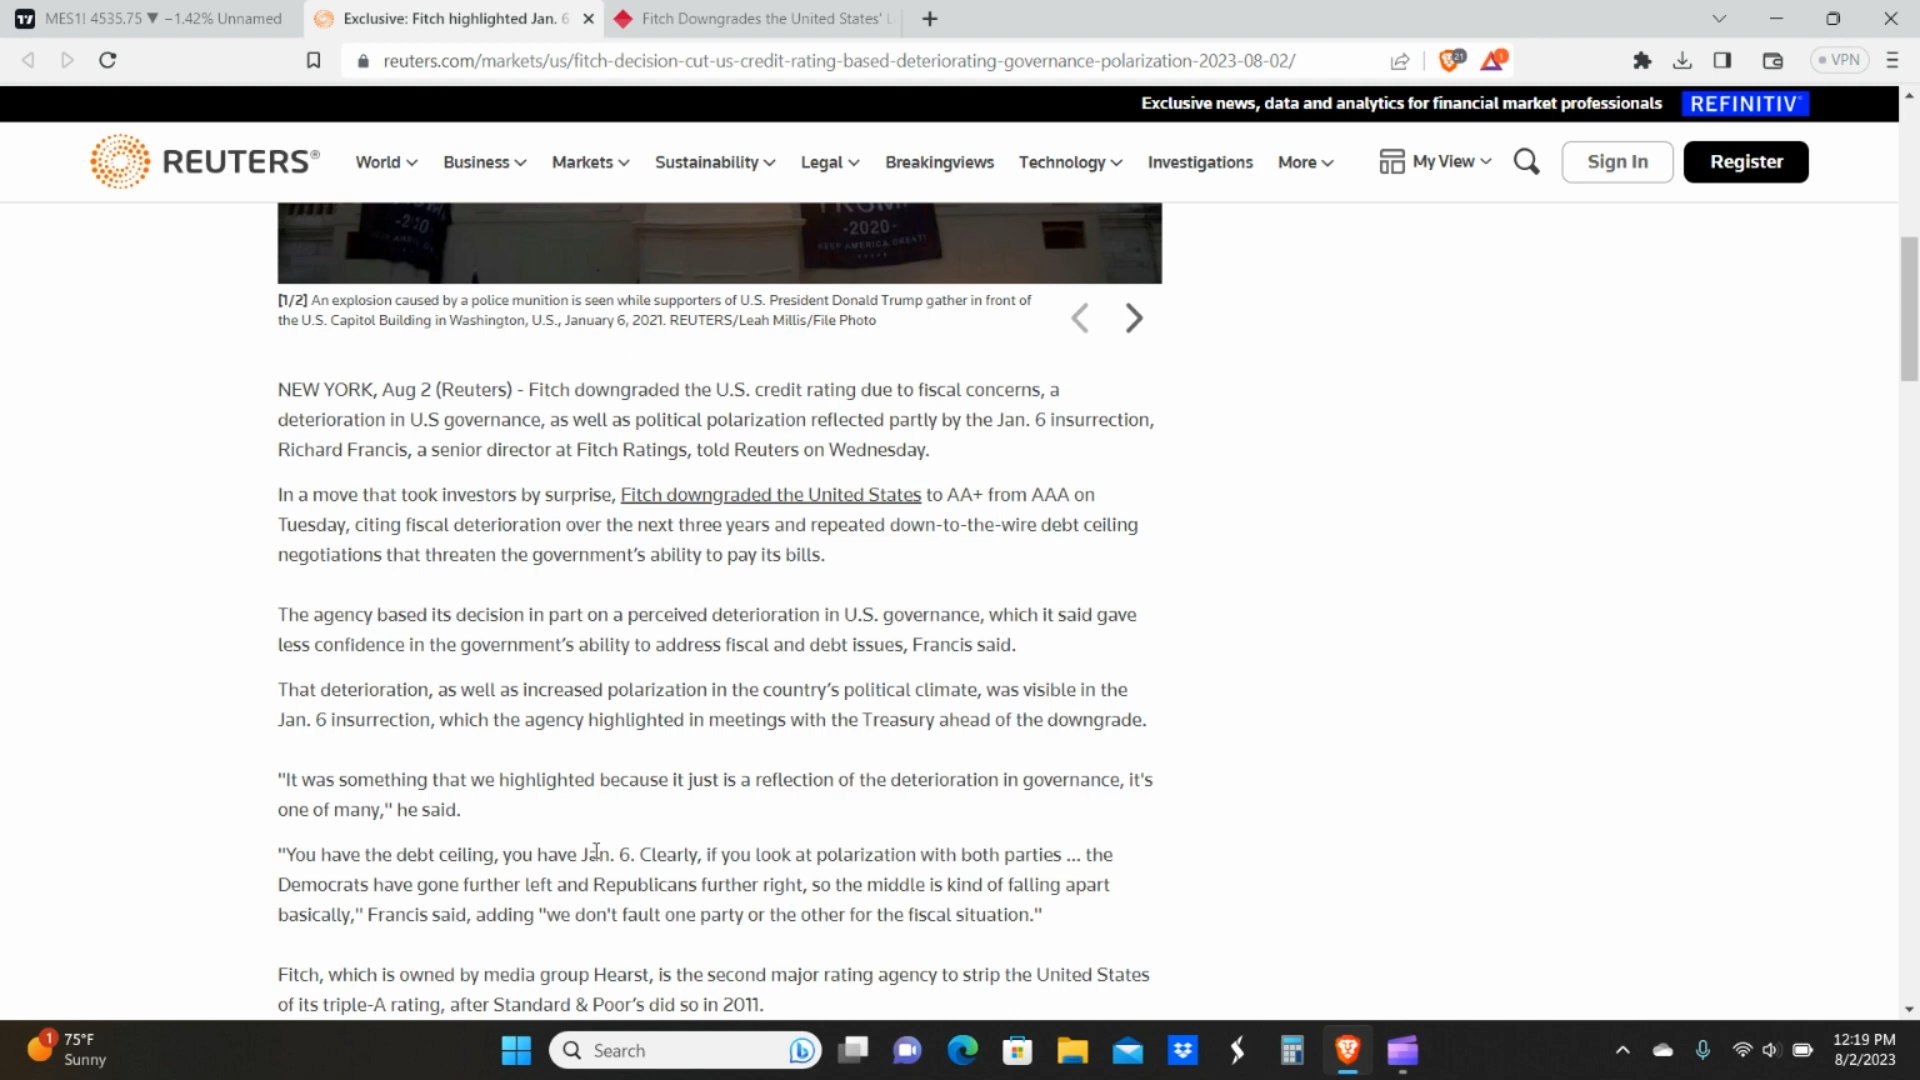 MES1! 4535.75 ▼ −1.42% Unnamed
Exclusive: Fitch highlighted Jan. 6
Fitch Downgrades the United States' L
reuters.com/markets/us/fitch-decision-cut-us-credit-rating-based-deteriorating-governance-polarization-2023-08-02/
21
1
VPN
Exclusive news, data and analytics for financial market professionals REFINITIV
REUTERS®
World Business Markets Sustainability Legal Breakingviews Technology Investigations More My View Sign In Register
TRUMP
-2020-
KEEP AMERICA GREAT!
[1/2] An explosion caused by a police munition is seen while supporters of U.S. President Donald Trump gather in front of
the U.S. Capitol Building in Washington, U.S., January 6, 2021. REUTERS/Leah Millis/File Photo
NEW YORK, Aug 2 (Reuters) - Fitch downgraded the U.S. credit rating due to fiscal concerns, a
deterioration in U.S governance, as well as political polarization reflected partly by the Jan. 6 insurrection,
Richard Francis, a senior director at Fitch Ratings, told Reuters on Wednesday.
In a move that took investors by surprise, Fitch downgraded the United States to AA+ from AAA on
Tuesday, citing fiscal deterioration over the next three years and repeated down-to-the-wire debt ceiling
negotiations that threaten the government's ability to pay its bills.
The agency based its decision in part on a perceived deterioration in U.S. governance, which it said gave
less confidence in the government's ability to address fiscal and debt issues, Francis said.
That deterioration, as well as increased polarization in the country's political climate, was visible in the
Jan. 6 insurrection, which the agency highlighted in meetings with the Treasury ahead of the downgrade.
"It was something that we highlighted because it just is a reflection of the deterioration in governance, it's
one of many," he said.
"You have the debt ceiling, you have Jan. 6. Clearly, if you look at polarization with both parties ... the
Democrats have gone further left and Republicans further right, so the middle is kind of falling apart
basically," Francis said, adding "we don't fault one party or the other for the fiscal situation."
Fitch, which is owned by media group Hearst, is the second major rating agency to strip the United States
of its triple-A rating, after Standard & Poor's did so in 2011.
1
75°F
Sunny
Search
12:19 PM
8/2/2023